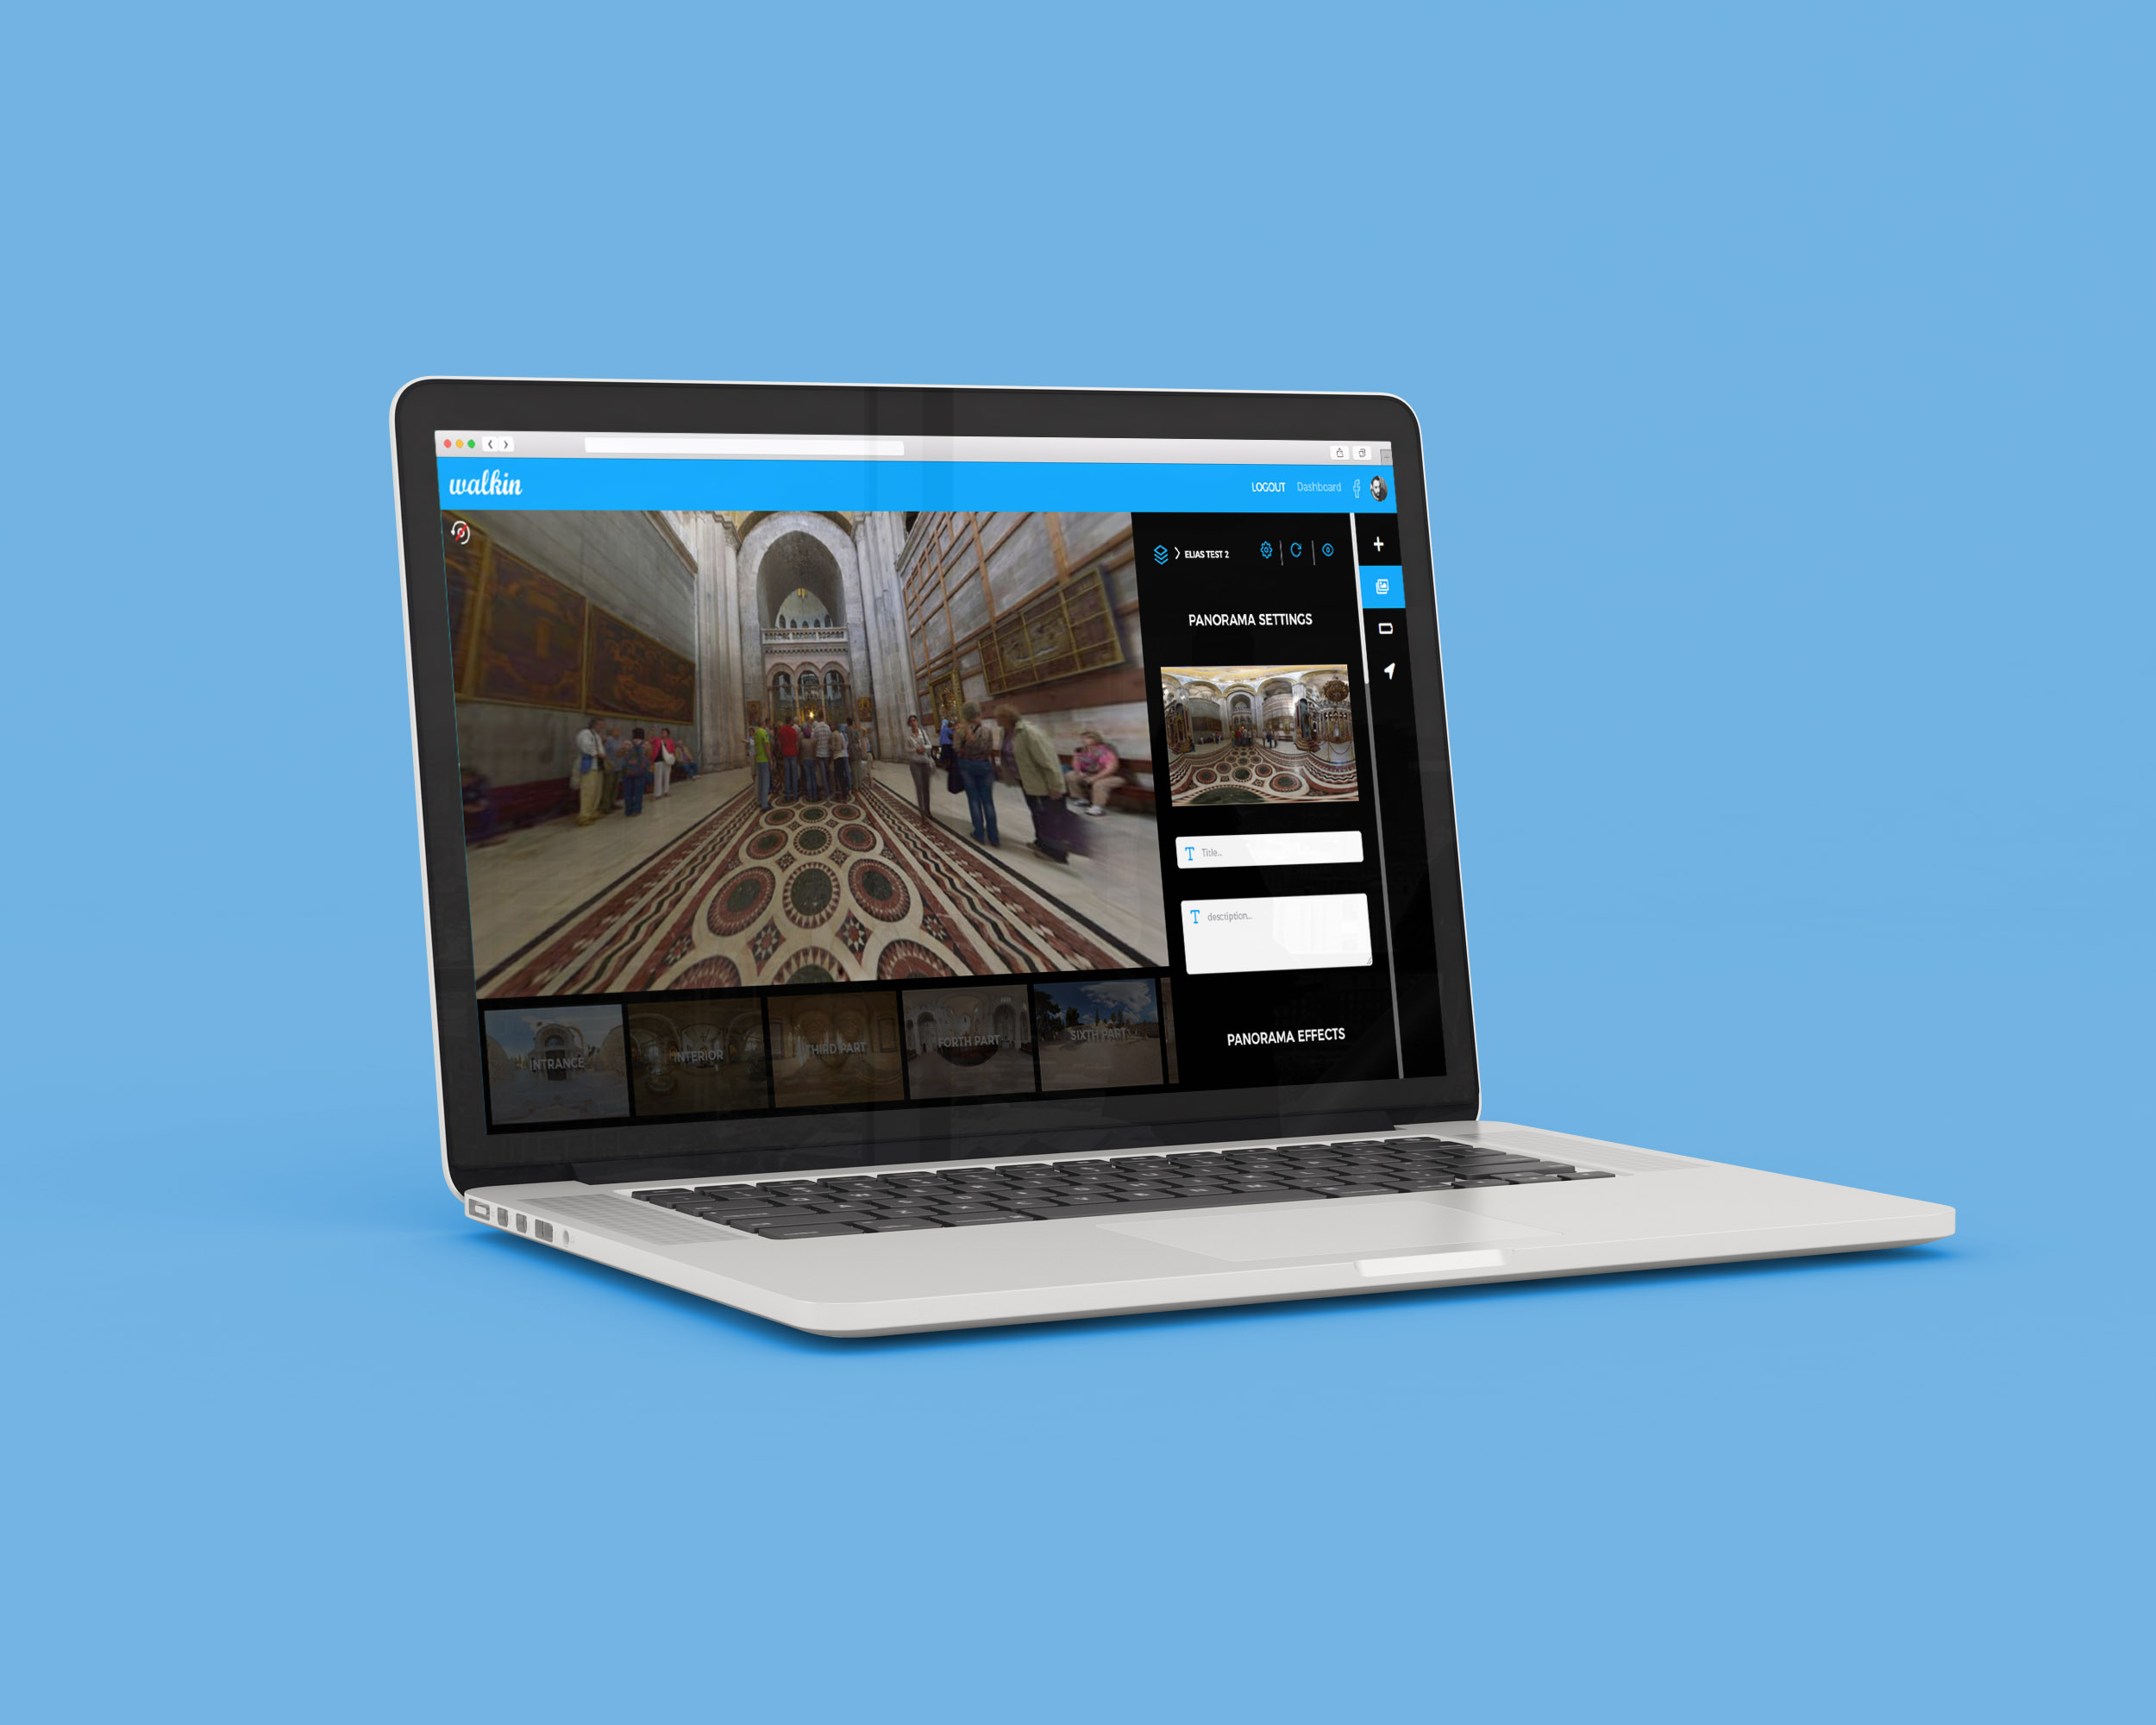 walkin
LOGOUT Dashboard
ELIAS TEST 2
PANORAMA SETTINGS
Title...
description...
PANORAMA EFFECTS
INTRANCE
INTERIOR
THIRD PART
FORTH PART
SIXTH PART